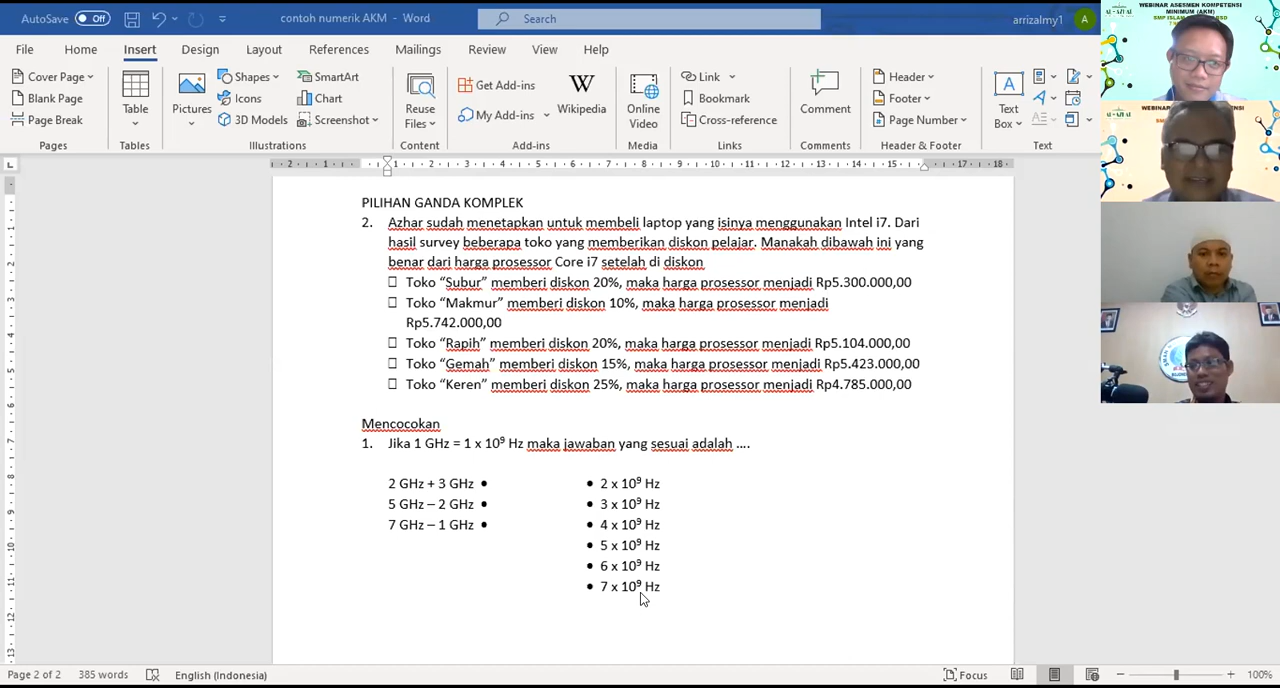 AutoSave Off contoh numerik AKM - Word Search arrizalmy1 A
File Home Insert Design Layout References Mailings Review View Help
Cover Page
Blank Page
Page Break
Pages
Table
Tables
Pictures
Shapes
Icons
3D Models
SmartArt
Chart
Screenshot
Illustrations
Reuse
Files
Content
Get Add-ins
My Add-ins
Wikipedia
Add-ins
Online
Video
Media
Link
Bookmark
Cross-reference
Links
Comment
Comments
Header
Footer
Page Number
Header & Footer
Text
Box
Text
WEBINAR ASESMEN KOMPETENSI
MINIMUM (AKM)
PILIHAN GANDA KOMPLEK
2. Azhar sudah menetapkan untuk membeli laptop yang isinya menggunakan Intel i7. Dari
hasil survey beberapa toko yang memberikan diskon pelajar. Manakah dibawah ini yang
benar dari harga prosessor Core i7 setelah di diskon
□ Toko “Subur” memberi diskon 20%, maka harga prosessor menjadi Rp5.300.000,00
□ Toko “Makmur” memberi diskon 10%, maka harga prosessor menjadi
Rp5.742.000,00
□ Toko “Rapih” memberi diskon 20%, maka harga prosessor menjadi Rp5.104.000,00
□ Toko “Gemah” memberi diskon 15%, maka harga prosessor menjadi Rp5.423.000,00
□ Toko “Keren” memberi diskon 25%, maka harga prosessor menjadi Rp4.785.000,00
Mencocokan
1. Jika 1 GHz = 1 x 10⁹ Hz maka jawaban yang sesuai adalah ....
2 GHz + 3 GHz • • 2 x 10⁹ Hz
5 GHz – 2 GHz • • 3 x 10⁹ Hz
7 GHz – 1 GHz • • 4 x 10⁹ Hz
• 5 x 10⁹ Hz
• 6 x 10⁹ Hz
• 7 x 10⁹ Hz
Page 2 of 2 385 words English (Indonesia) Focus 100%